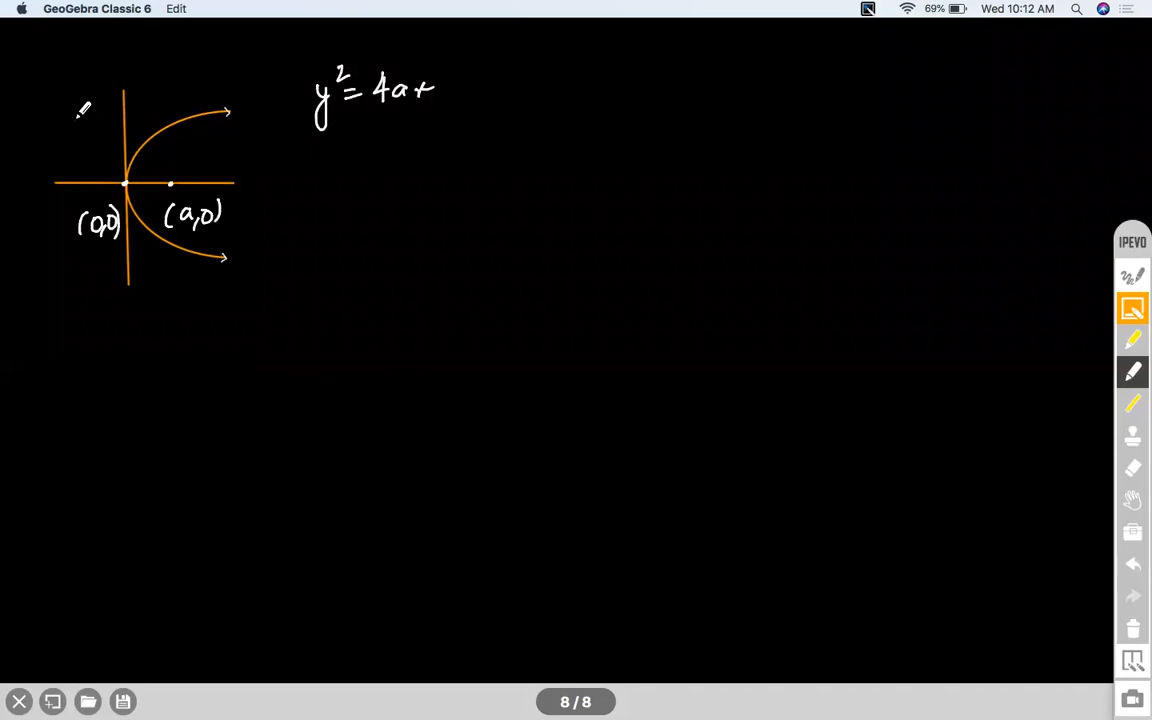 GeoGebra Classic 6 Edit 69% Wed 10:12 AM
y² = 4ax
(0,0) (a,0)
IPEVO
8 / 8